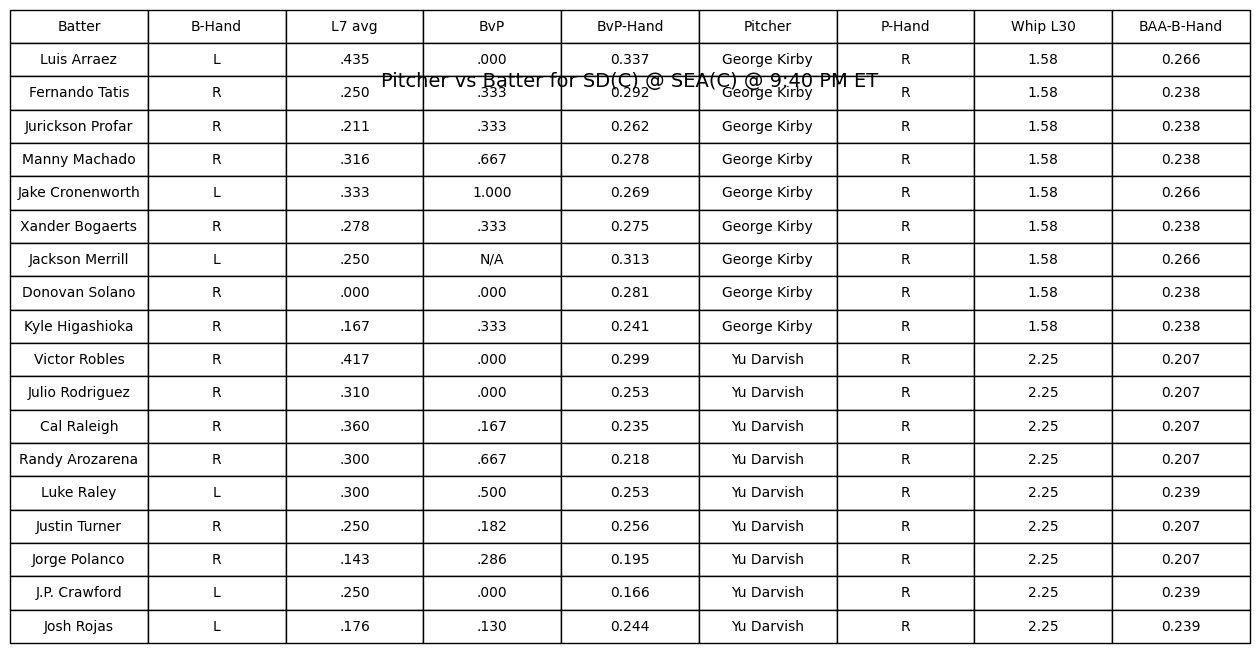 Batter B-Hand L7 avg BvP BvP-Hand Pitcher P-Hand Whip L30 BAA-B-Hand
Luis Arraez L .435 .000 0.337 George Kirby R 1.58 0.266
Pitcher vs Batter for SD(C) @ SEA(C) @ 9:40 PM ET
Fernando Tatis R .250 .333 0.292 George Kirby R 1.58 0.238
Jurickson Profar R .211 .333 0.262 George Kirby R 1.58 0.238
Manny Machado R .316 .667 0.278 George Kirby R 1.58 0.238
Jake Cronenworth L .333 1.000 0.269 George Kirby R 1.58 0.266
Xander Bogaerts R .278 .333 0.275 George Kirby R 1.58 0.238
Jackson Merrill L .250 N/A 0.313 George Kirby R 1.58 0.266
Donovan Solano R .000 .000 0.281 George Kirby R 1.58 0.238
Kyle Higashioka R .167 .333 0.241 George Kirby R 1.58 0.238
Victor Robles R .417 .000 0.299 Yu Darvish R 2.25 0.207
Julio Rodriguez R .310 .000 0.253 Yu Darvish R 2.25 0.207
Cal Raleigh R .360 .167 0.235 Yu Darvish R 2.25 0.207
Randy Arozarena R .300 .667 0.218 Yu Darvish R 2.25 0.207
Luke Raley L .300 .500 0.253 Yu Darvish R 2.25 0.239
Justin Turner R .250 .182 0.256 Yu Darvish R 2.25 0.207
Jorge Polanco R .143 .286 0.195 Yu Darvish R 2.25 0.207
J.P. Crawford L .250 .000 0.166 Yu Darvish R 2.25 0.239
Josh Rojas L .176 .130 0.244 Yu Darvish R 2.25 0.239